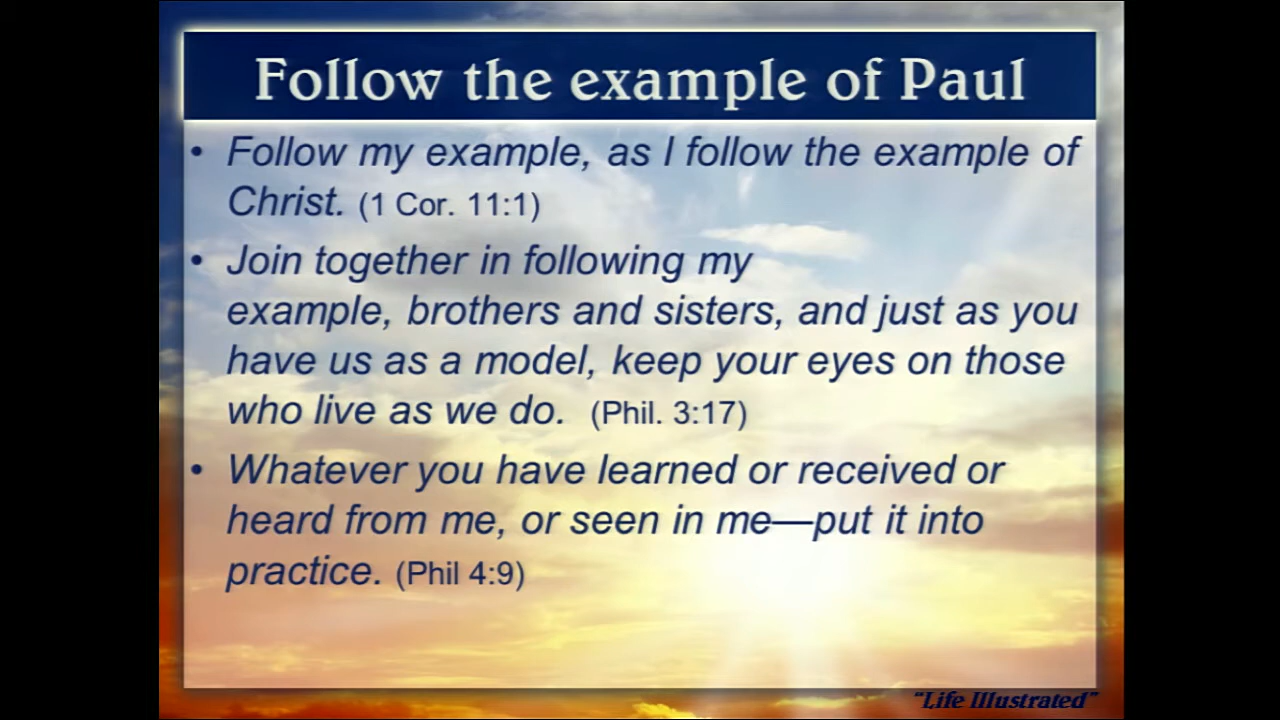 Follow the example of Paul
• Follow my example, as I follow the example of
Christ. (1 Cor. 11:1)
• Join together in following my
example, brothers and sisters, and just as you
have us as a model, keep your eyes on those
who live as we do. (Phil. 3:17)
• Whatever you have learned or received or
heard from me, or seen in me—put it into
practice. (Phil 4:9)
"Life Illustrated"